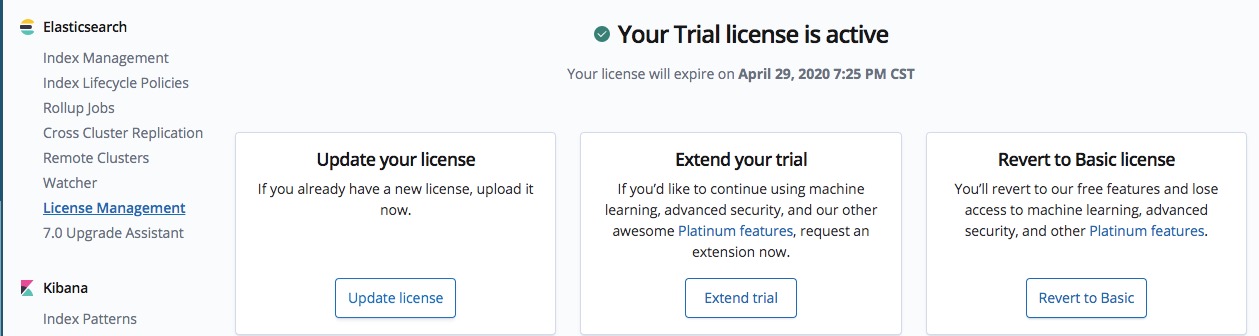 Elasticsearch
Index Management
Index Lifecycle Policies
Rollup Jobs
Cross Cluster Replication
Remote Clusters
Watcher
License Management
7.0 Upgrade Assistant
Kibana
Index Patterns
Your Trial license is active
Your license will expire on April 29, 2020 7:25 PM CST
Update your license
If you already have a new license, upload it
now.
Update license
Extend your trial
If you’d like to continue using machine
learning, advanced security, and our other
awesome Platinum features, request an
extension now.
Extend trial
Revert to Basic license
You’ll revert to our free features and lose
access to machine learning, advanced
security, and other Platinum features.
Revert to Basic